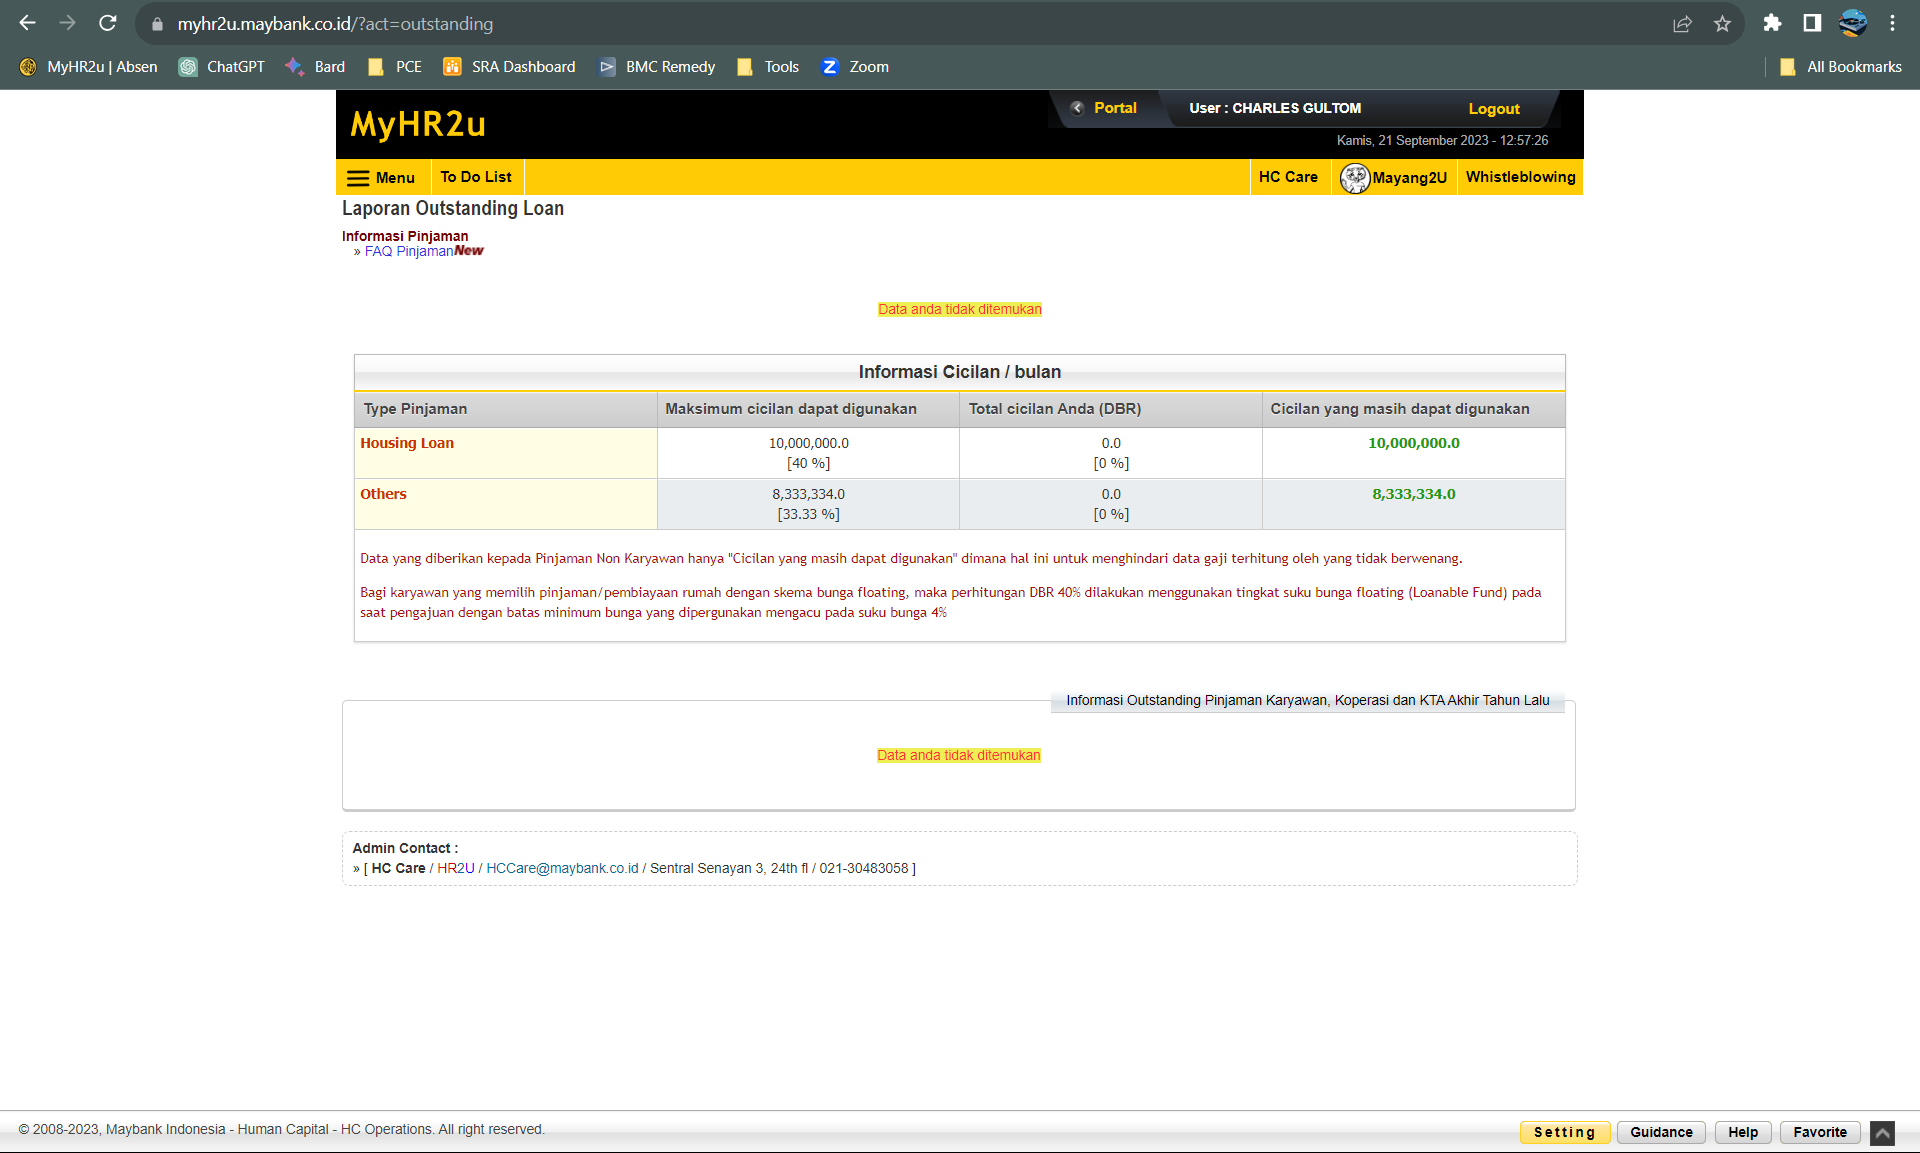 myhr2u.maybank.co.id/?act=outstanding
MyHR2u | Absen ChatGPT Bard PCE SRA Dashboard BMC Remedy Tools Zoom All Bookmarks
MyHR2u
Portal User : CHARLES GULTOM Logout
Kamis, 21 September 2023 - 12:57:26
Menu To Do List HC Care Mayang2U Whistleblowing
Laporan Outstanding Loan
Informasi Pinjaman
» FAQ Pinjaman New
Data anda tidak ditemukan
Informasi Cicilan / bulan
Type Pinjaman Maksimum cicilan dapat digunakan Total cicilan Anda (DBR) Cicilan yang masih dapat digunakan
Housing Loan 10,000,000.0 0.0 10,000,000.0
[40 %] [0 %]
Others 8,333,334.0 0.0 8,333,334.0
[33.33 %] [0 %]
Data yang diberikan kepada Pinjaman Non Karyawan hanya "Cicilan yang masih dapat digunakan" dimana hal ini untuk menghindari data gaji terhitung oleh yang tidak berwenang.
Bagi karyawan yang memilih pinjaman/pembiayaan rumah dengan skema bunga floating, maka perhitungan DBR 40% dilakukan menggunakan tingkat suku bunga floating (Loanable Fund) pada
saat pengajuan dengan batas minimum bunga yang dipergunakan mengacu pada suku bunga 4%
Informasi Outstanding Pinjaman Karyawan, Koperasi dan KTA Akhir Tahun Lalu
Data anda tidak ditemukan
Admin Contact :
» [ HC Care / HR2U / HCCare@maybank.co.id / Sentral Senayan 3, 24th fl / 021-30483058 ]
© 2008-2023, Maybank Indonesia - Human Capital - HC Operations. All right reserved.
Setting Guidance Help Favorite